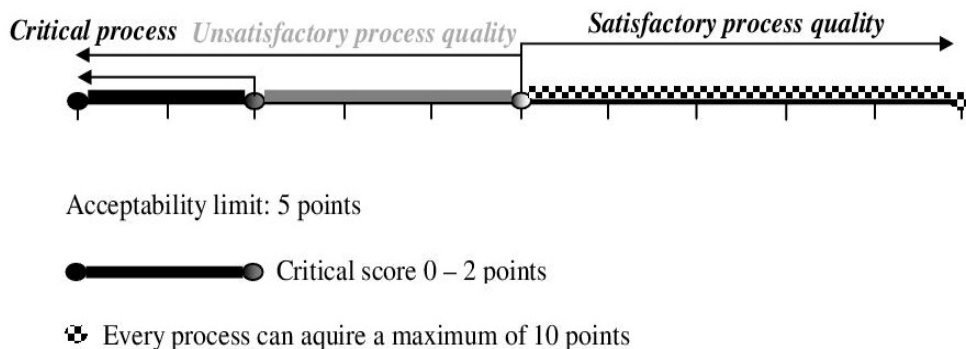 Critical process Unsatisfactory process quality Satisfactory process quality
Acceptability limit: 5 points
Critical score 0 – 2 points
Every process can aquire a maximum of 10 points